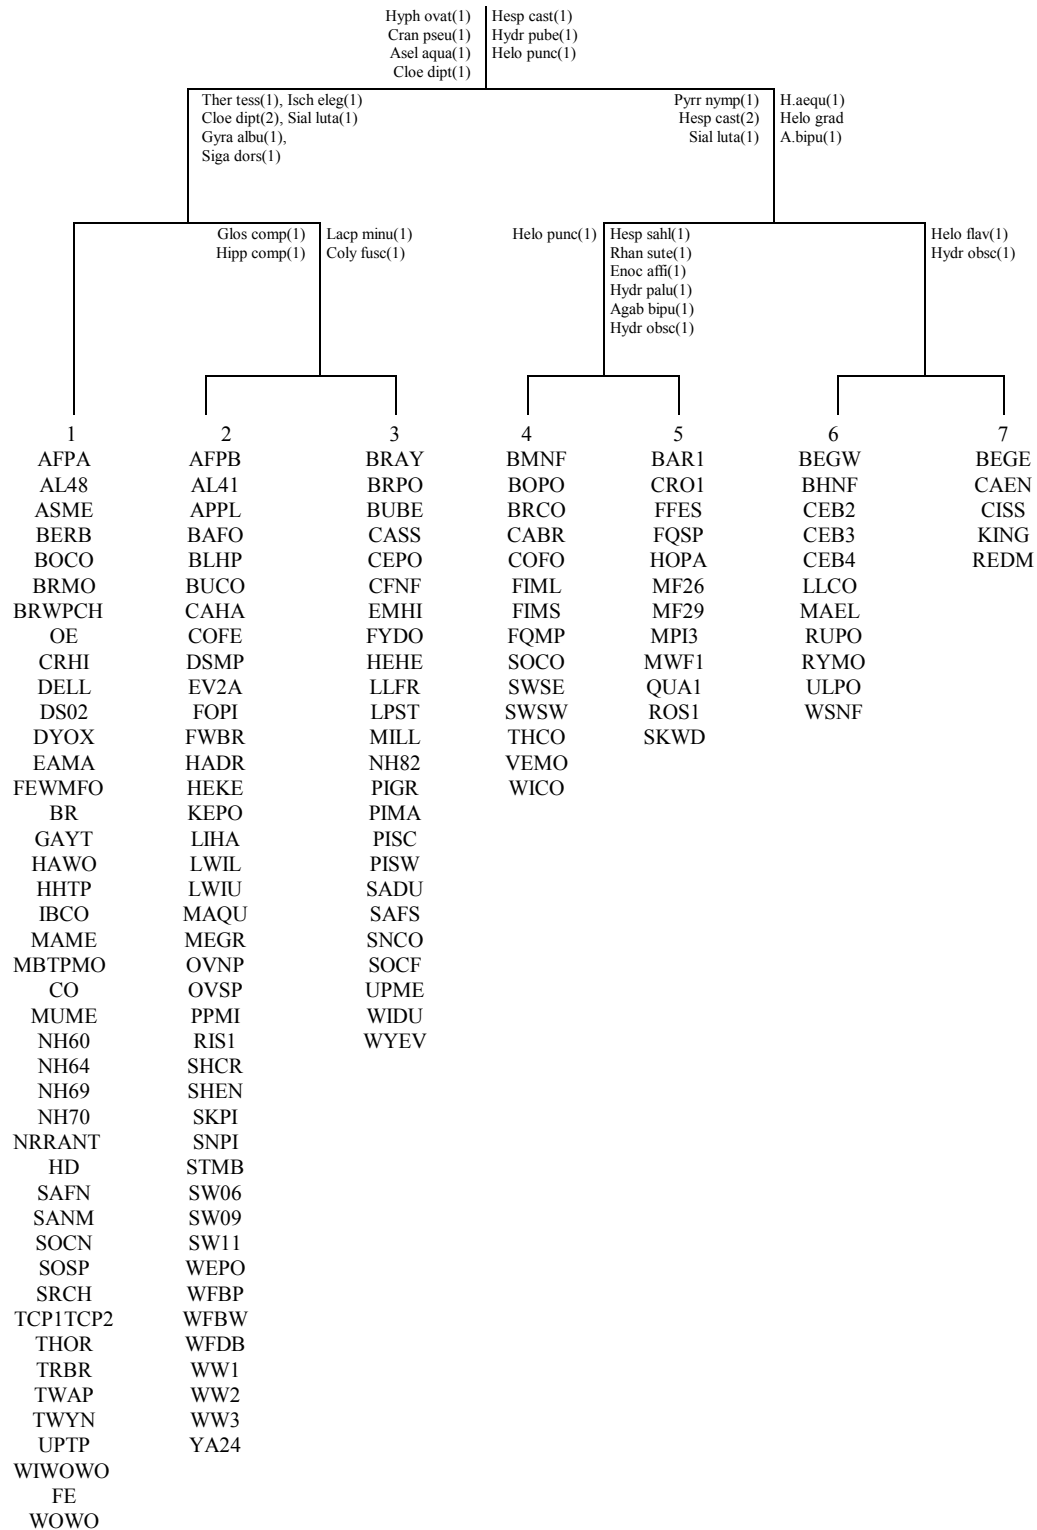 Hyph ovat(1) Hesp cast(1)
Cran pseu(1) Hydr pube(1)
Asel aqua(1) Helo punc(1)
Cloe dipt(1)
Ther tess(1), Isch eleg(1) Pyrr nymp(1) H.aequ(1)
Cloe dipt(2), Sial luta(1) Hesp cast(2) Helo grad
Gyra albu(1), Sial luta(1) A.bipu(1)
Siga dors(1)
Glos comp(1) Lacp minu(1) Helo punc(1) Hesp sahl(1) Helo flav(1)
Hipp comp(1) Coly fusc(1) Rhan sute(1) Hydr obsc(1)
Enoc affi(1)
Hydr palu(1)
Agab bipu(1)
Hydr obsc(1)
1 2 3 4 5 6 7
AFPA AFPB BRAY BMNF BAR1 BEGW BEGE
AL48 AL41 BRPO BOPO CRO1 BHNF CAEN
ASME APPL BUBE BRCO FFES CEB2 CISS
BERB BAFO CASS CABR FQSP CEB3 KING
BOCO BLHP CEPO COFO HOPA CEB4 REDM
BRMO BUCO CFNF FIML MF26 LLCO
BRWPCH CAHA EMHI FIMS MF29 MAEL
OE COFE FYDO FQMP MPI3 RUPO
CRHI DSMP HEHE SOCO MWF1 RYMO
DELL EV2A LLFR SWSE QUA1 ULPO
DS02 FOPI LPST SWSW ROS1 WSNF
DYOX FWBR MILL THCO SKWD
EAMA HADR NH82 VEMO
FEWMFO HEKE PIGR WICO
BR KEPO PIMA
GAYT LIHA PISC
HAWO LWIL PISW
HHTP LWIU SADU
IBCO MAQU SAFS
MAME MEGR SNCO
MBTPMO OVNP SOCF
CO OVSP UPME
MUME PPMI WIDU
NH60 RIS1 WYEV
NH64 SHCR
NH69 SHEN
NH70 SKPI
NRRANT SNPI
HD STMB
SAFN SW06
SANM SW09
SOCN SW11
SOSP WEPO
SRCH WFBP
TCP1TCP2 WFBW
THOR WFDB
TRBR WW1
TWAP WW2
TWYN WW3
UPTP YA24
WIWOWO
FE
WOWO